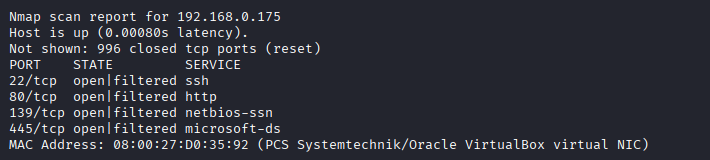 Nmap scan report for 192.168.0.175
Host is up (0.00080s latency).
Not shown: 996 closed tcp ports (reset)
PORT    STATE         SERVICE
22/tcp  open|filtered ssh
80/tcp  open|filtered http
139/tcp open|filtered netbios-ssn
445/tcp open|filtered microsoft-ds
MAC Address: 08:00:27:D0:35:92 (PCS Systemtechnik/Oracle VirtualBox virtual NIC)